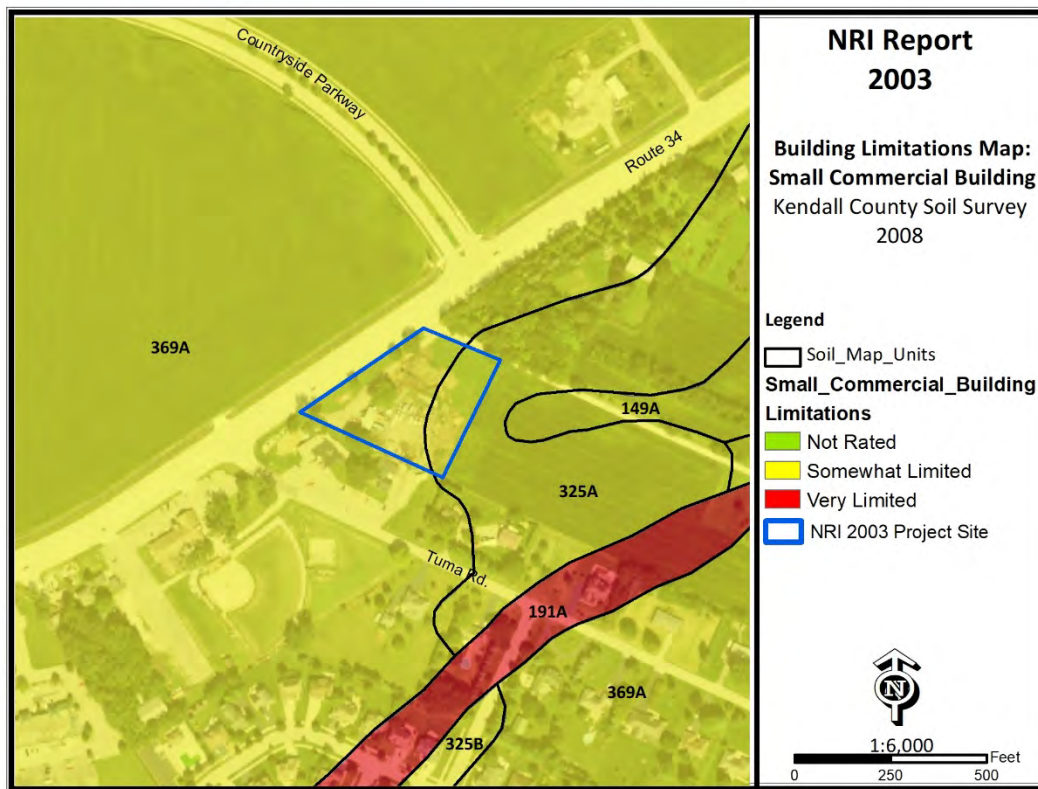 Countryside Parkway
Route 34
369A
149A
325A
Tuma Rd.
191A
369A
325B
NRI Report
2003
Building Limitations Map:
Small Commercial Building
Kendall County Soil Survey
2008
Legend
Soil_Map_Units
Small_Commercial_Building
Limitations
Not Rated
Somewhat Limited
Very Limited
NRI 2003 Project Site
N
1:6,000
Feet
0 250 500